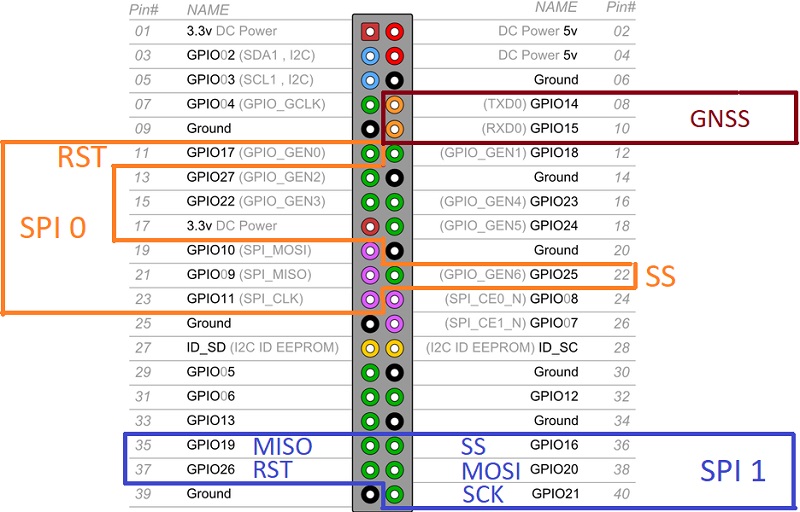 Pin# NAME NAME Pin#
01 3.3v DC Power DC Power 5v 02
03 GPIO02 (SDA1 , I2C) DC Power 5v 04
05 GPIO03 (SCL1 , I2C) Ground 06
07 GPIO04 (GPIO_GCLK) (TXD0) GPIO14 08
GNSS
09 Ground (RXD0) GPIO15 10
RST 11 GPIO17 (GPIO_GEN0) (GPIO_GEN1) GPIO18 12
13 GPIO27 (GPIO_GEN2) Ground 14
15 GPIO22 (GPIO_GEN3) (GPIO_GEN4) GPIO23 16
SPI 0 17 3.3v DC Power (GPIO_GEN5) GPIO24 18
19 GPIO10 (SPI_MOSI) Ground 20
21 GPIO09 (SPI_MISO) (GPIO_GEN6) GPIO25 22 SS
23 GPIO11 (SPI_CLK) (SPI_CE0_N) GPIO08 24
25 Ground (SPI_CE1_N) GPIO07 26
27 ID_SD (I2C ID EEPROM) (I2C ID EEPROM) ID_SC 28
29 GPIO05 Ground 30
31 GPIO06 GPIO12 32
33 GPIO13 Ground 34
35 GPIO19 MISO SS GPIO16 36
37 GPIO26 RST MOSI GPIO20 38 SPI 1
39 Ground SCK GPIO21 40